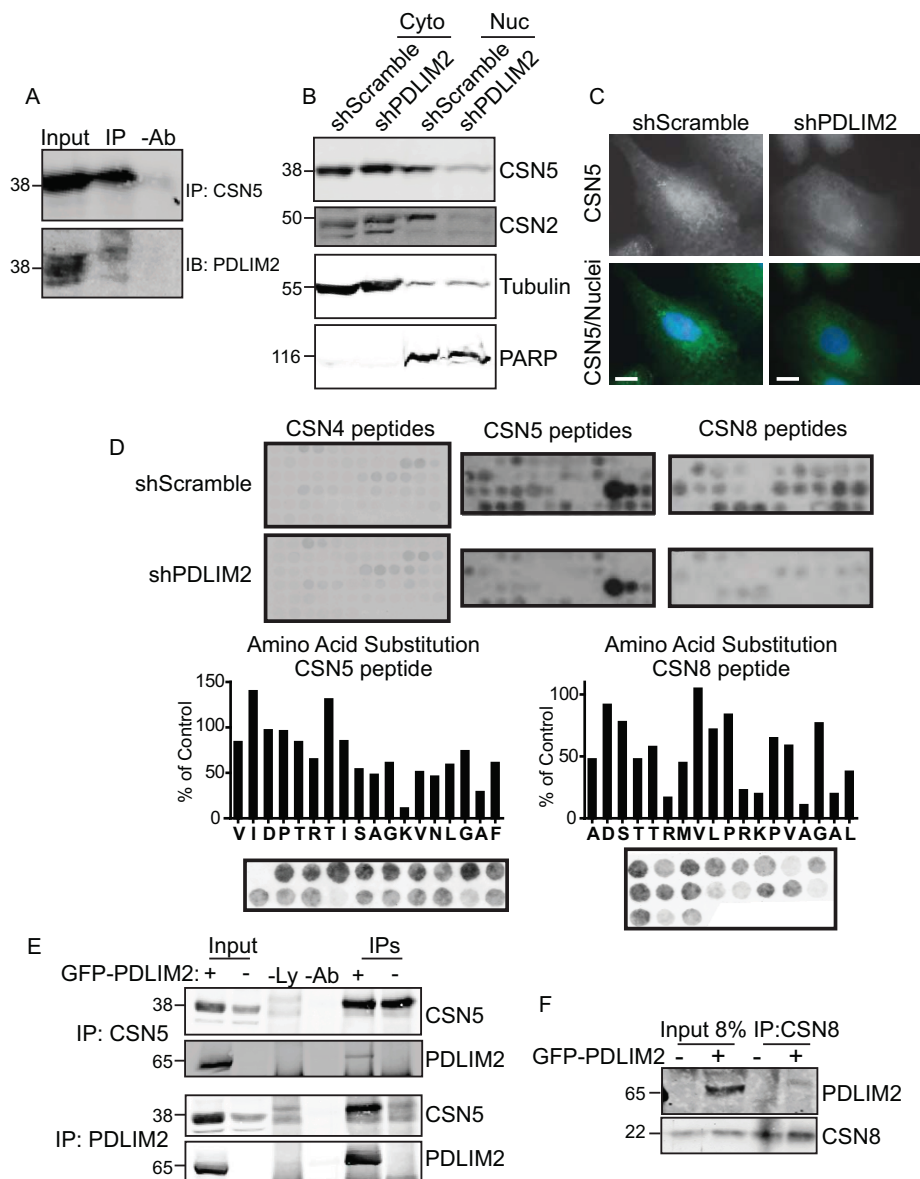 A
Input IP -Ab
38
IP: CSN5
38
IB: PDLIM2
B
Cyto Nuc
shScramble
shPDLIM2
shScramble
shPDLIM2
38
CSN5
50
CSN2
55
Tubulin
116
PARP
C
shScramble shPDLIM2
CSN5
CSN5/Nuclei
D
CSN4 peptides CSN5 peptides CSN8 peptides
shScramble
shPDLIM2
Amino Acid Substitution
CSN5 peptide
% of Control
150
100
50
0
V I D P T R T I S A G K V N L G A F
Amino Acid Substitution
CSN8 peptide
% of Control
100
50
0
A D S T T R M V L P R K P V A G A L
E
Input IPs
GFP-PDLIM2: + - -Ly -Ab + -
IP: CSN5
38
CSN5
65
PDLIM2
IP: PDLIM2
38
CSN5
65
PDLIM2
F
Input 8% IP:CSN8
GFP-PDLIM2 - + - +
65
PDLIM2
22
CSN8